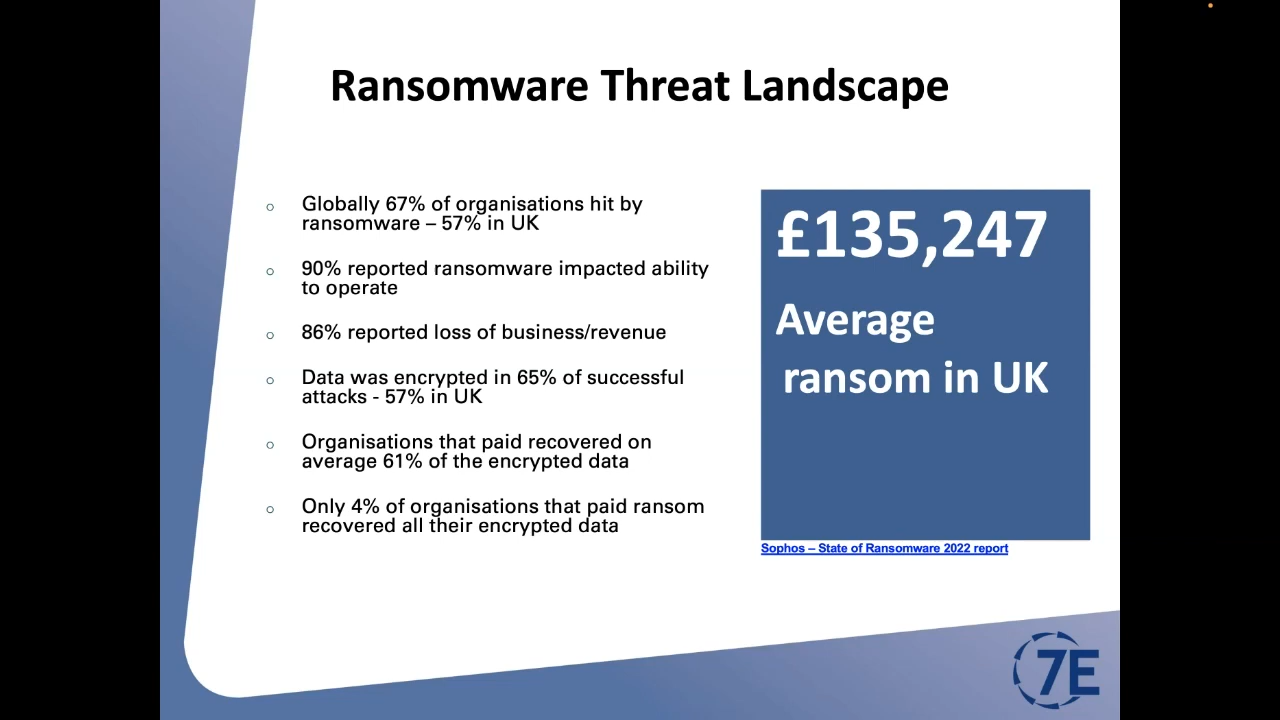 Ransomware Threat Landscape
Globally 67% of organisations hit by
ransomware – 57% in UK
90% reported ransomware impacted ability
to operate
86% reported loss of business/revenue
Data was encrypted in 65% of successful
attacks - 57% in UK
Organisations that paid recovered on
average 61% of the encrypted data
Only 4% of organisations that paid ransom
recovered all their encrypted data
£135,247
Average
ransom in UK
Sophos – State of Ransomware 2022 report
7E